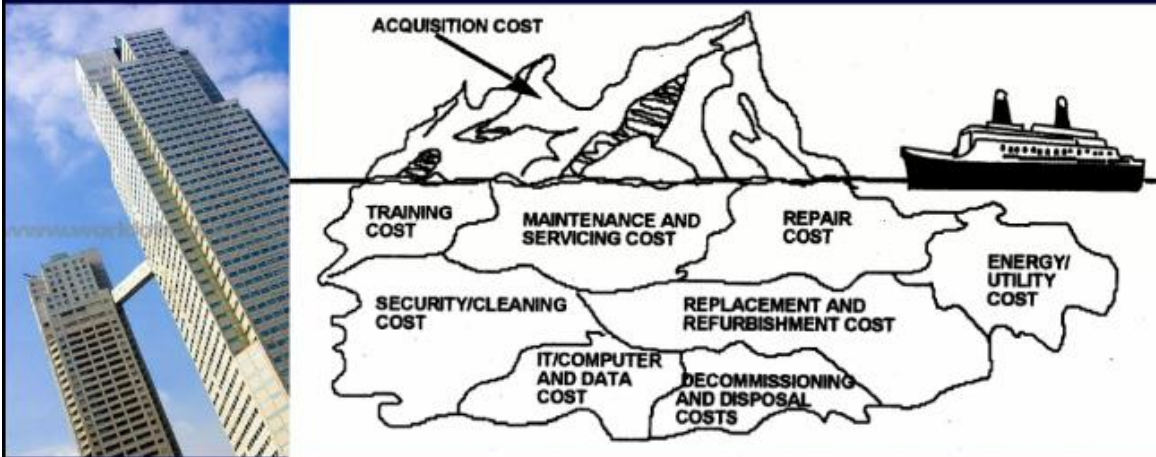 ACQUISITION COST
TRAINING
COST
MAINTENANCE AND
SERVICING COST
REPAIR
COST
ENERGY/
UTILITY
COST
SECURITY/CLEANING
COST
REPLACEMENT AND
REFURBISHMENT COST
IT/COMPUTER
AND DATA
COST
DECOMMISSIONING
AND DISPOSAL
COSTS